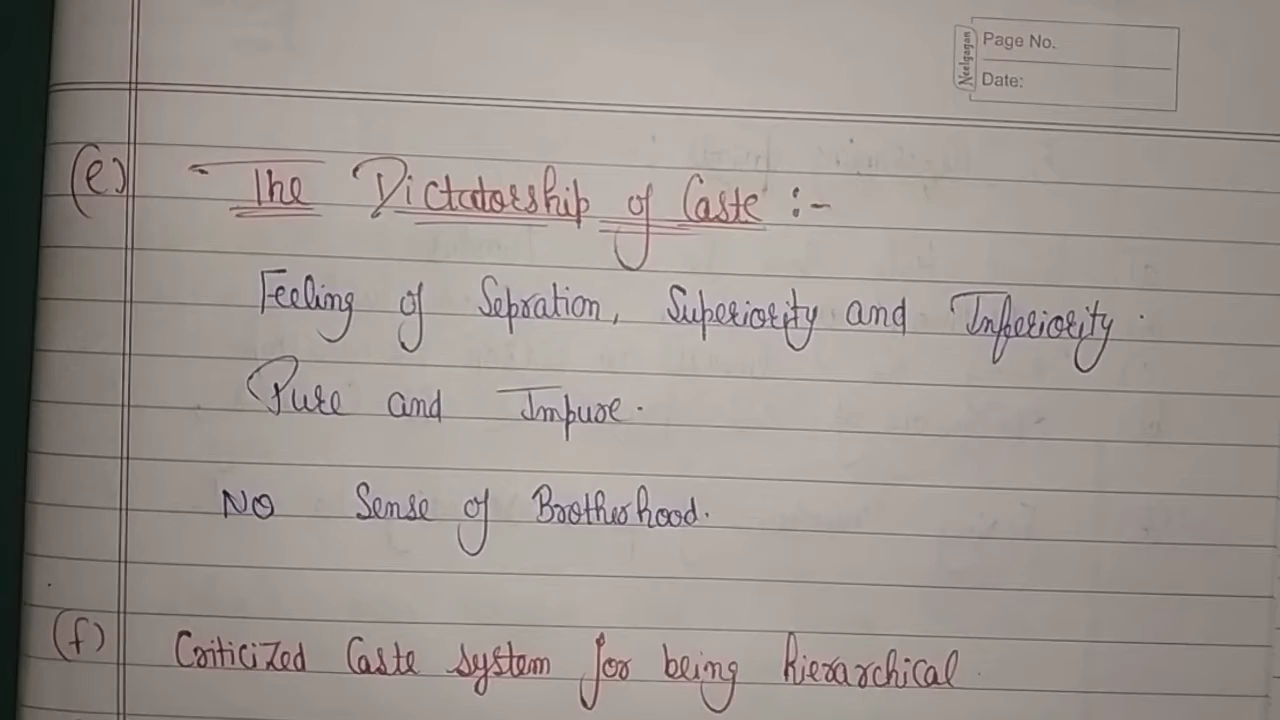 Neelgagan
Page No.
Date:
(e) The Dictatorship of Caste :-
Feeling of Sepration, Superiority and Inferiority.
Pure and Impure.
No Sense of Brotherhood.
(f) Criticized Caste system for being hierarchical.